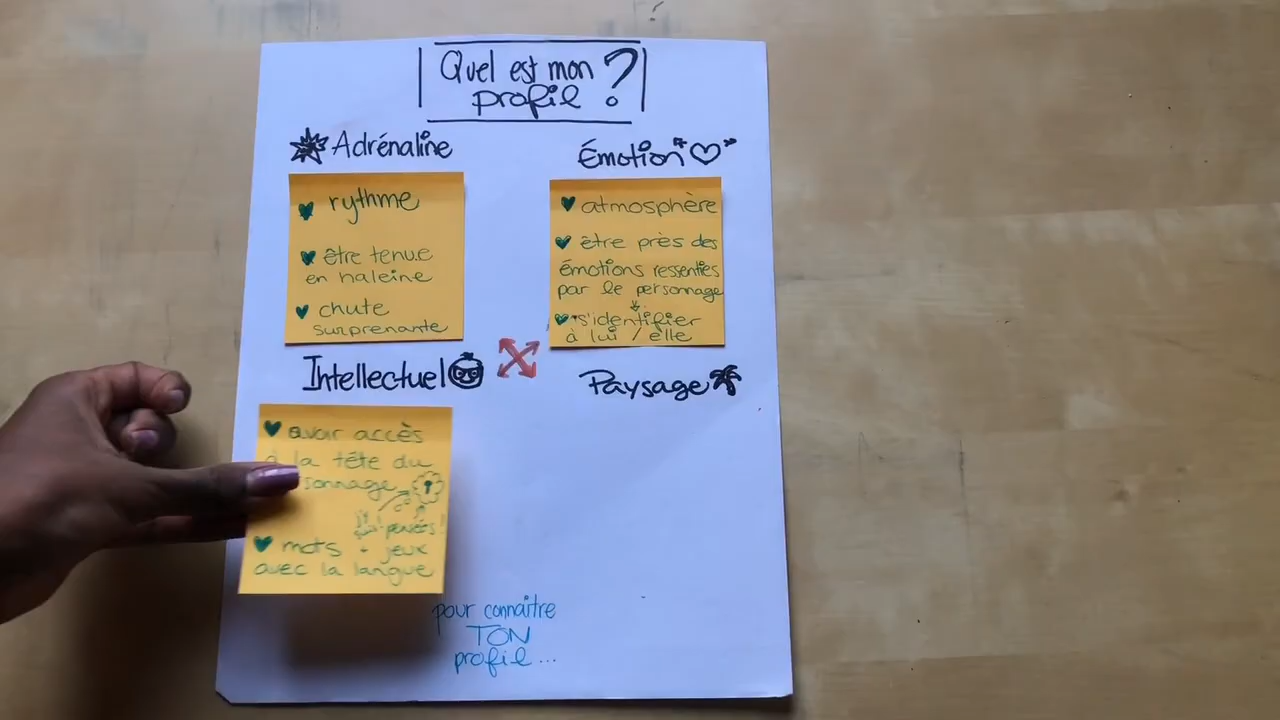 Quel est mon
profil ?
Adrénaline
rythme
être tenue
en haleine
chute
surprenante
Émotion
atmosphère
être près des
émotions ressenties
par le personnage
s'identifier
à lui / elle
Intellectuel
avoir accès
la tête du
sonnage
pensées!
mots + jeux
avec la langue
Paysage
pour connaître
TON
profil...